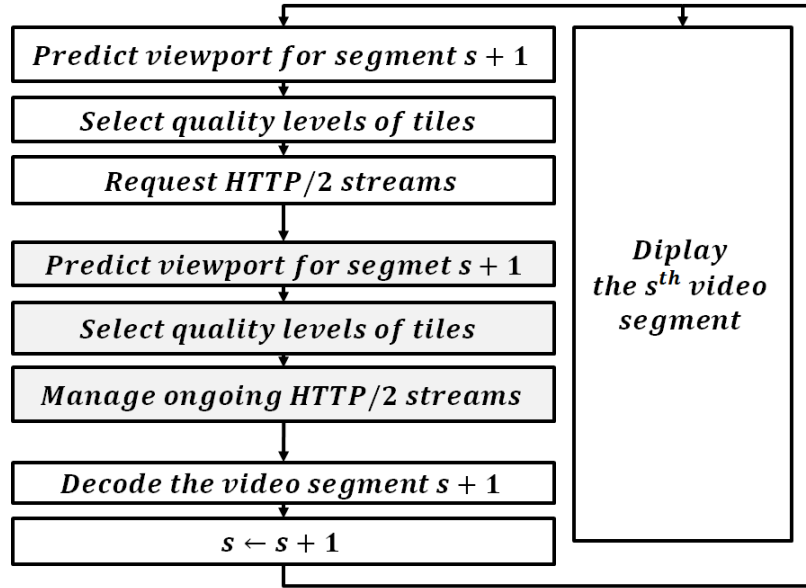 Predict viewport for segment s + 1
Select quality levels of tiles
Request HTTP/2 streams
Predict viewport for segmet s + 1
Select quality levels of tiles
Manage ongoing HTTP/2 streams
Decode the video segment s + 1
s ← s + 1
Diplay
the sᵗʰ video
segment